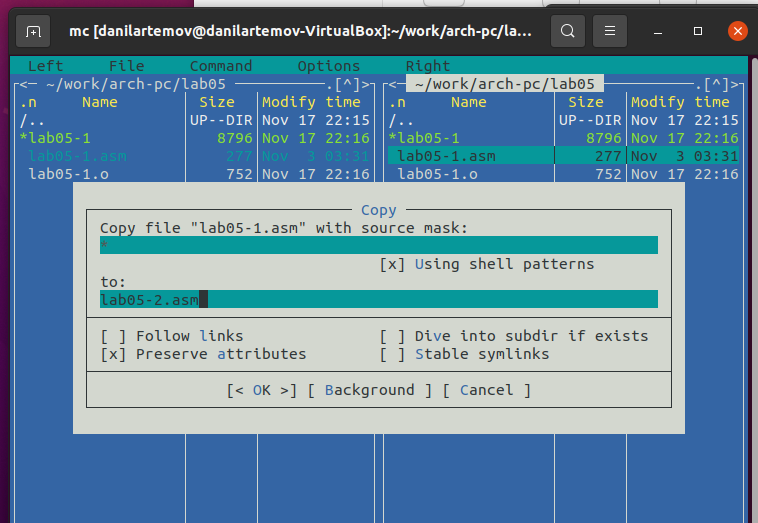 mc [danilartemov@danilartemov-VirtualBox]:~/work/arch-pc/la...
Left File Command Options Right
<— ~/work/arch-pc/lab05 .[^]> <— ~/work/arch-pc/lab05 .[^]>
.n Name Size Modify time .n Name Size Modify time
/.. UP--DIR Nov 17 22:15 /.. UP--DIR Nov 17 22:15
*lab05-1 8796 Nov 17 22:16 *lab05-1 8796 Nov 17 22:16
lab05-1.asm 277 Nov 3 03:31 lab05-1.asm 277 Nov 3 03:31
lab05-1.o 752 Nov 17 22:16 lab05-1.o 752 Nov 17 22:16
Copy
Copy file "lab05-1.asm" with source mask:
*
[x] Using shell patterns
to:
lab05-2.asm
[ ] Follow links [ ] Dive into subdir if exists
[x] Preserve attributes [ ] Stable symlinks
[< OK >] [ Background ] [ Cancel ]